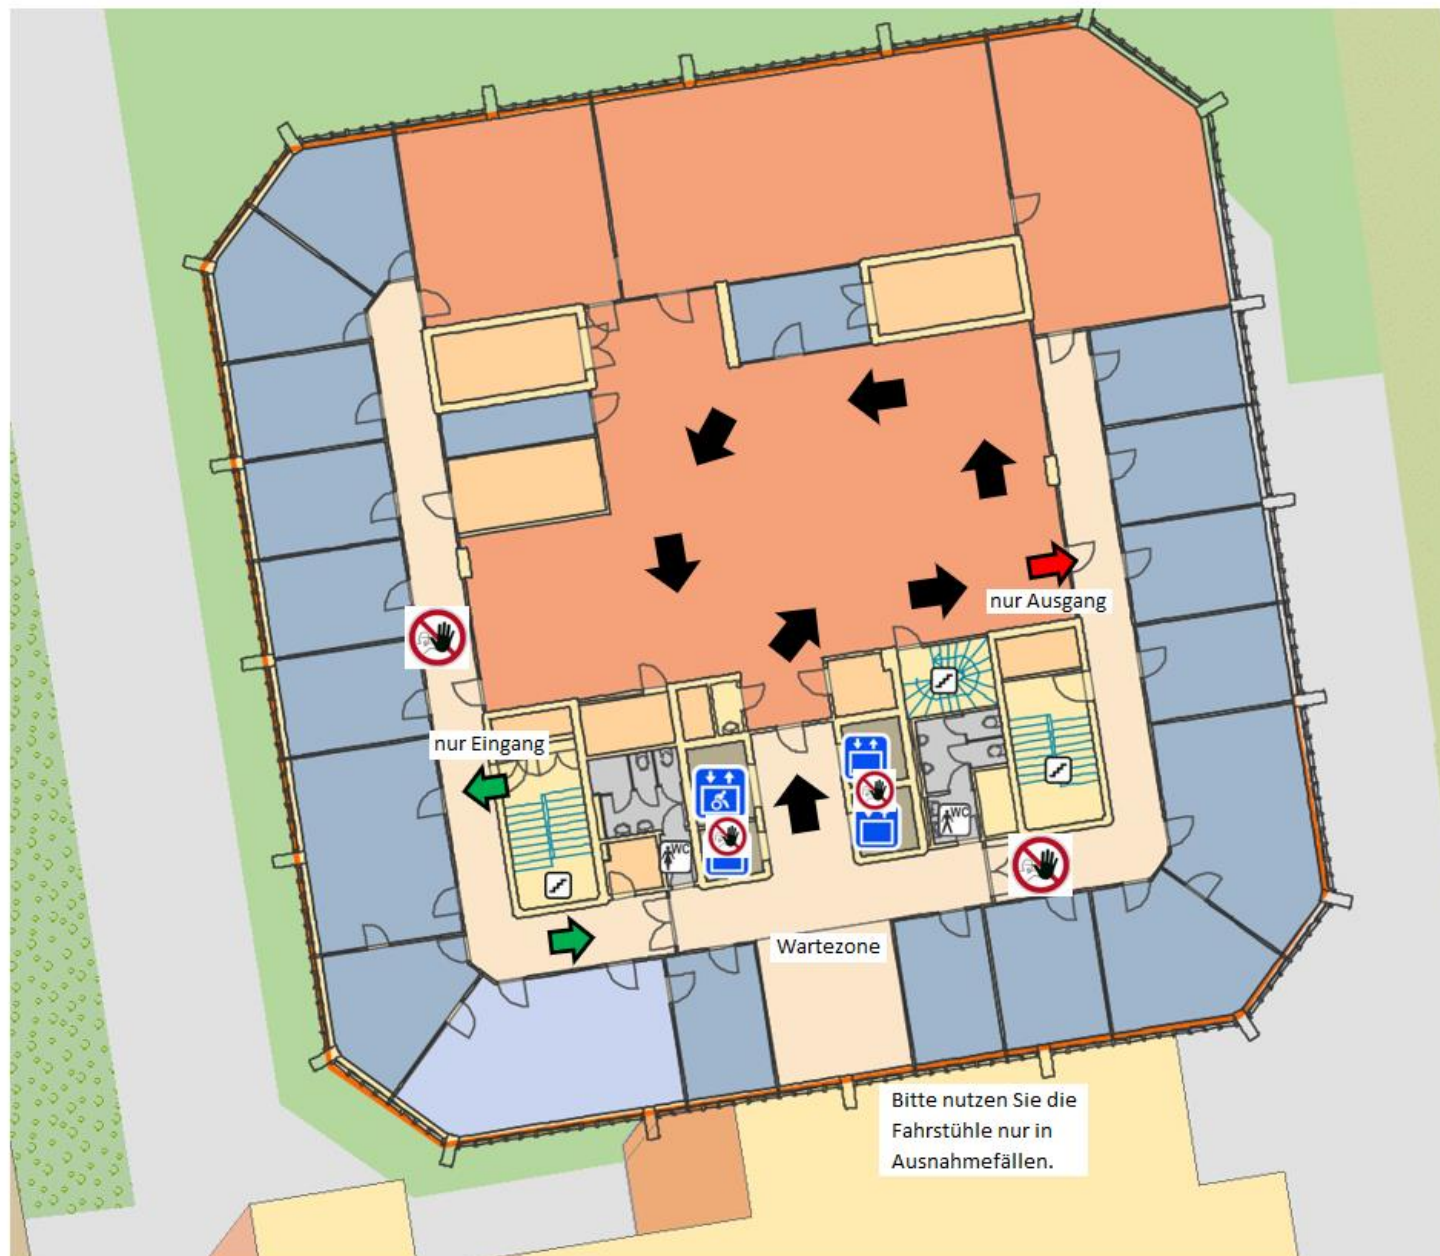 nur Ausgang
nur Eingang
WC
WC
Wartezone
Bitte nutzen Sie die
Fahrstühle nur in
Ausnahmefällen.